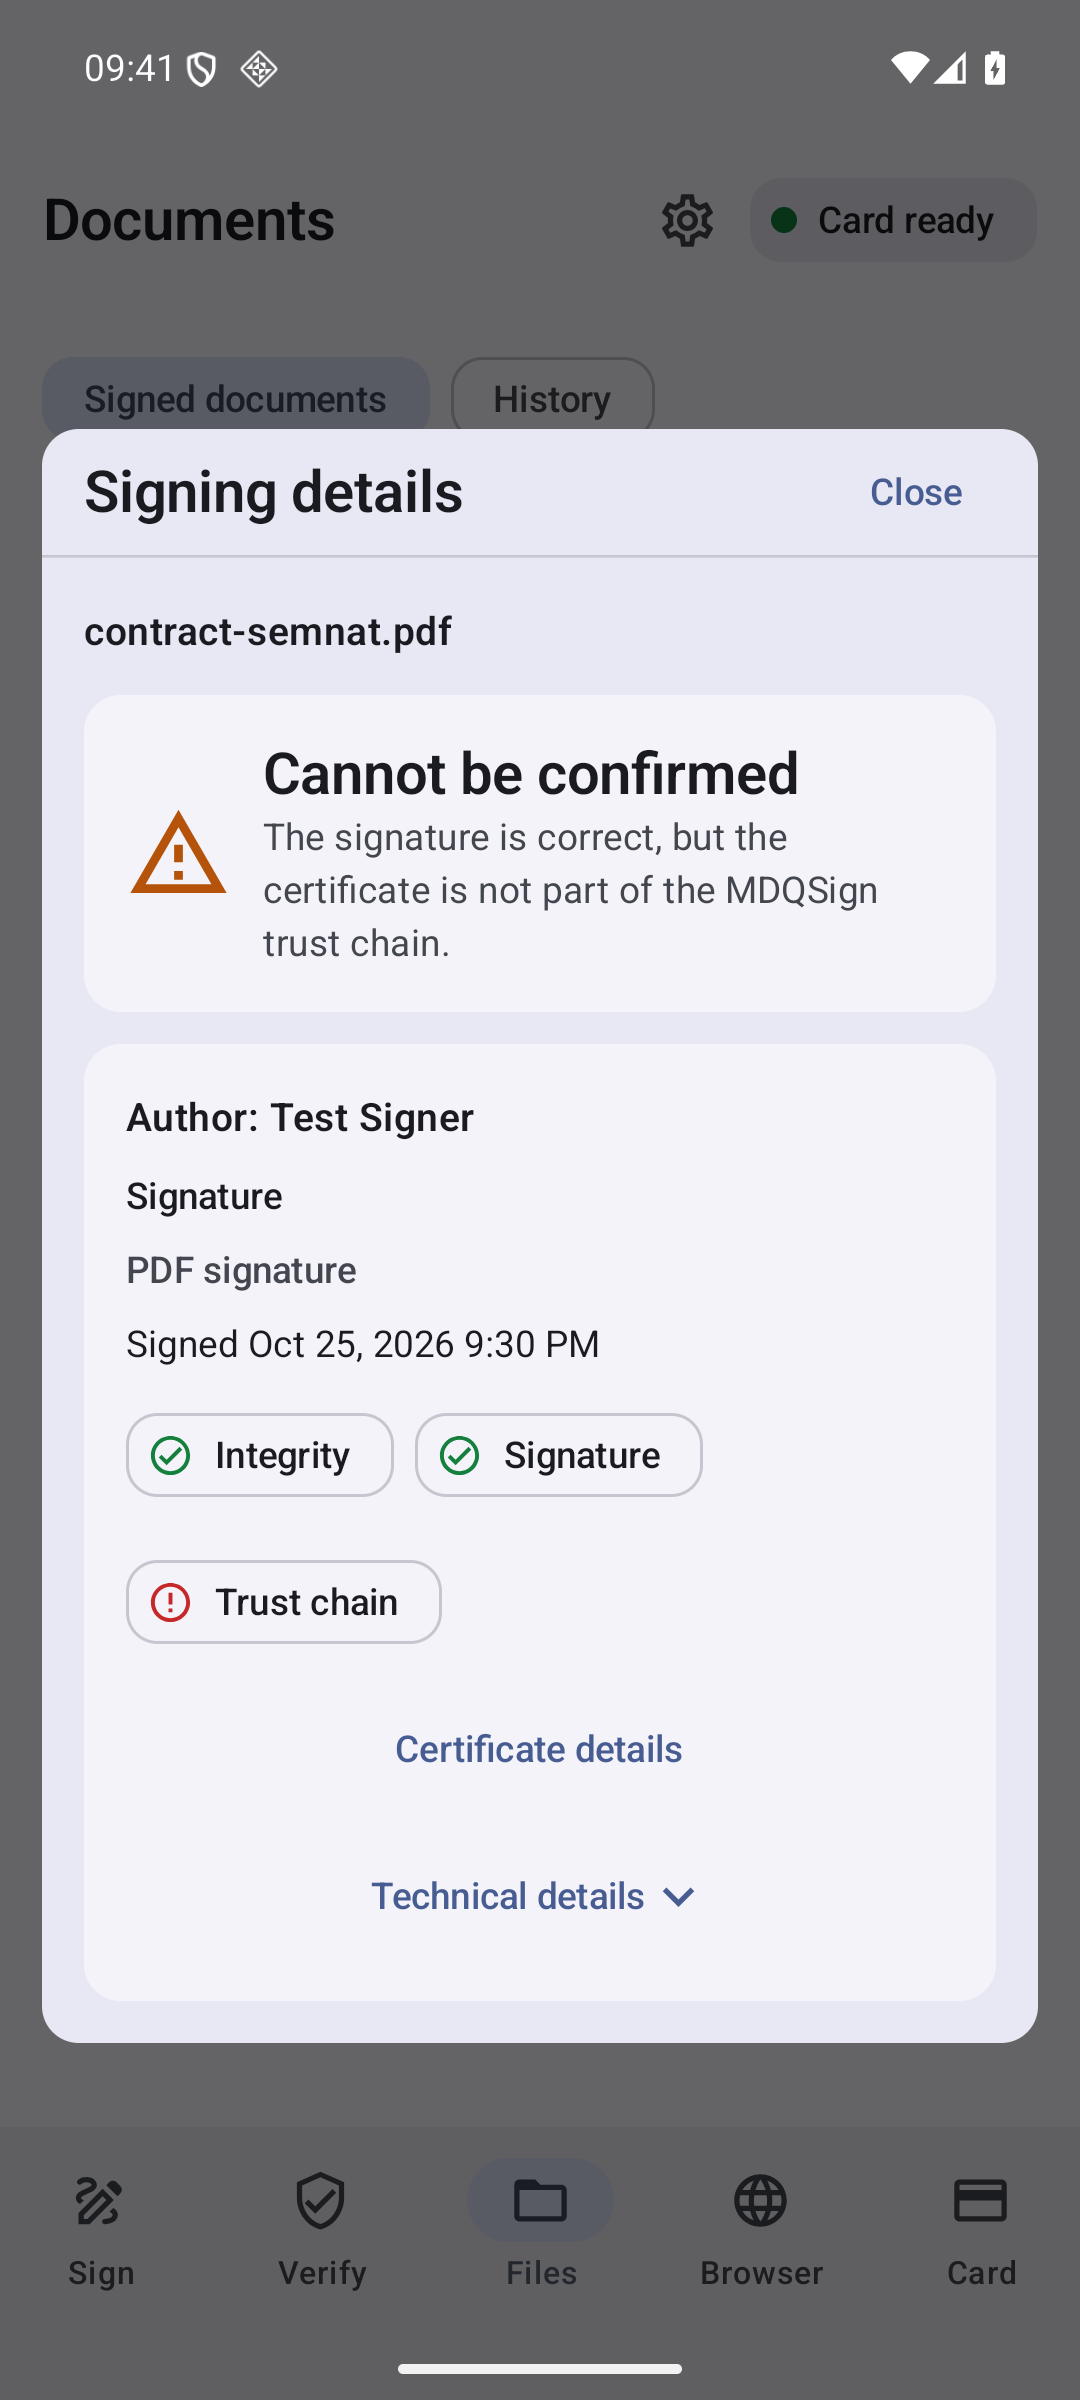 09:41
Documents
Card ready
Signed documents
History
Signing details
Close
contract-semnat.pdf
Cannot be confirmed
The signature is correct, but the
certificate is not part of the MDQSign
trust chain.
Author: Test Signer
Signature
PDF signature
Signed Oct 25, 2026 9:30 PM
Integrity
Signature
Trust chain
Certificate details
Technical details
Sign
Verify
Files
Browser
Card